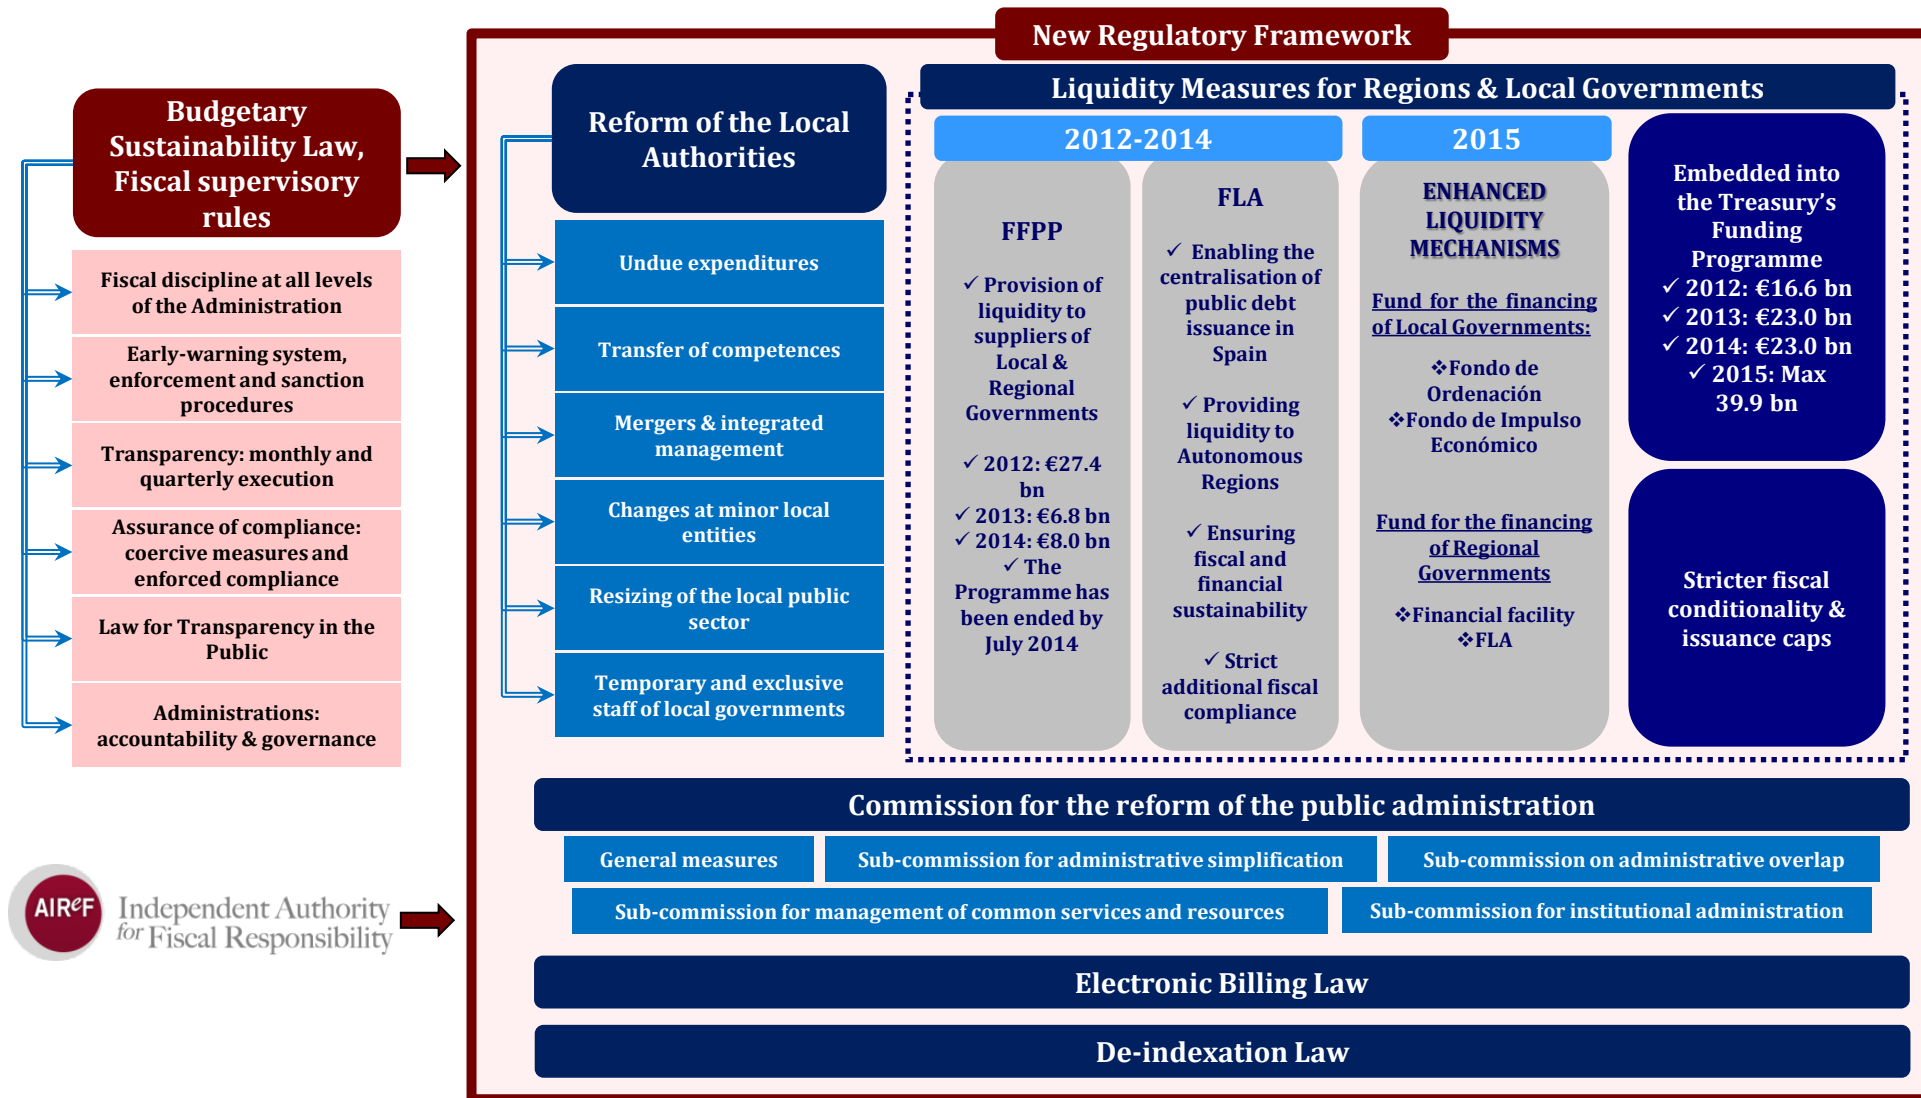 New Regulatory Framework
Budgetary
Sustainability Law,
Fiscal supervisory
rules
Fiscal discipline at all levels
of the Administration
Early-warning system,
enforcement and sanction
procedures
Transparency: monthly and
quarterly execution
Assurance of compliance:
coercive measures and
enforced compliance
Law for Transparency in the
Public
Administrations:
accountability & governance
AIReF
Independent Authority
for Fiscal Responsibility
Reform of the Local
Authorities
Undue expenditures
Transfer of competences
Mergers & integrated
management
Changes at minor local
entities
Resizing of the local public
sector
Temporary and exclusive
staff of local governments
Liquidity Measures for Regions & Local Governments
2012-2014
FFPP
✓ Provision of
liquidity to
suppliers of
Local &
Regional
Governments
✓ 2012: €27.4
bn
✓ 2013: €6.8 bn
✓ 2014: €8.0 bn
✓ The
Programme has
been ended by
July 2014
FLA
✓ Enabling the
centralisation of
public debt
issuance in
Spain
✓ Providing
liquidity to
Autonomous
Regions
✓ Ensuring
fiscal and
financial
sustainability
✓ Strict
additional fiscal
compliance
2015
ENHANCED
LIQUIDITY
MECHANISMS
Fund for the financing
of Local Governments:
❖Fondo de
Ordenación
❖Fondo de Impulso
Económico
Fund for the financing
of Regional
Governments
❖Financial facility
❖FLA
Embedded into
the Treasury’s
Funding
Programme
✓ 2012: €16.6 bn
✓ 2013: €23.0 bn
✓ 2014: €23.0 bn
✓ 2015: Max
39.9 bn
Stricter fiscal
conditionality &
issuance caps
Commission for the reform of the public administration
General measures
Sub-commission for administrative simplification
Sub-commission on administrative overlap
Sub-commission for management of common services and resources
Sub-commission for institutional administration
Electronic Billing Law
De-indexation Law